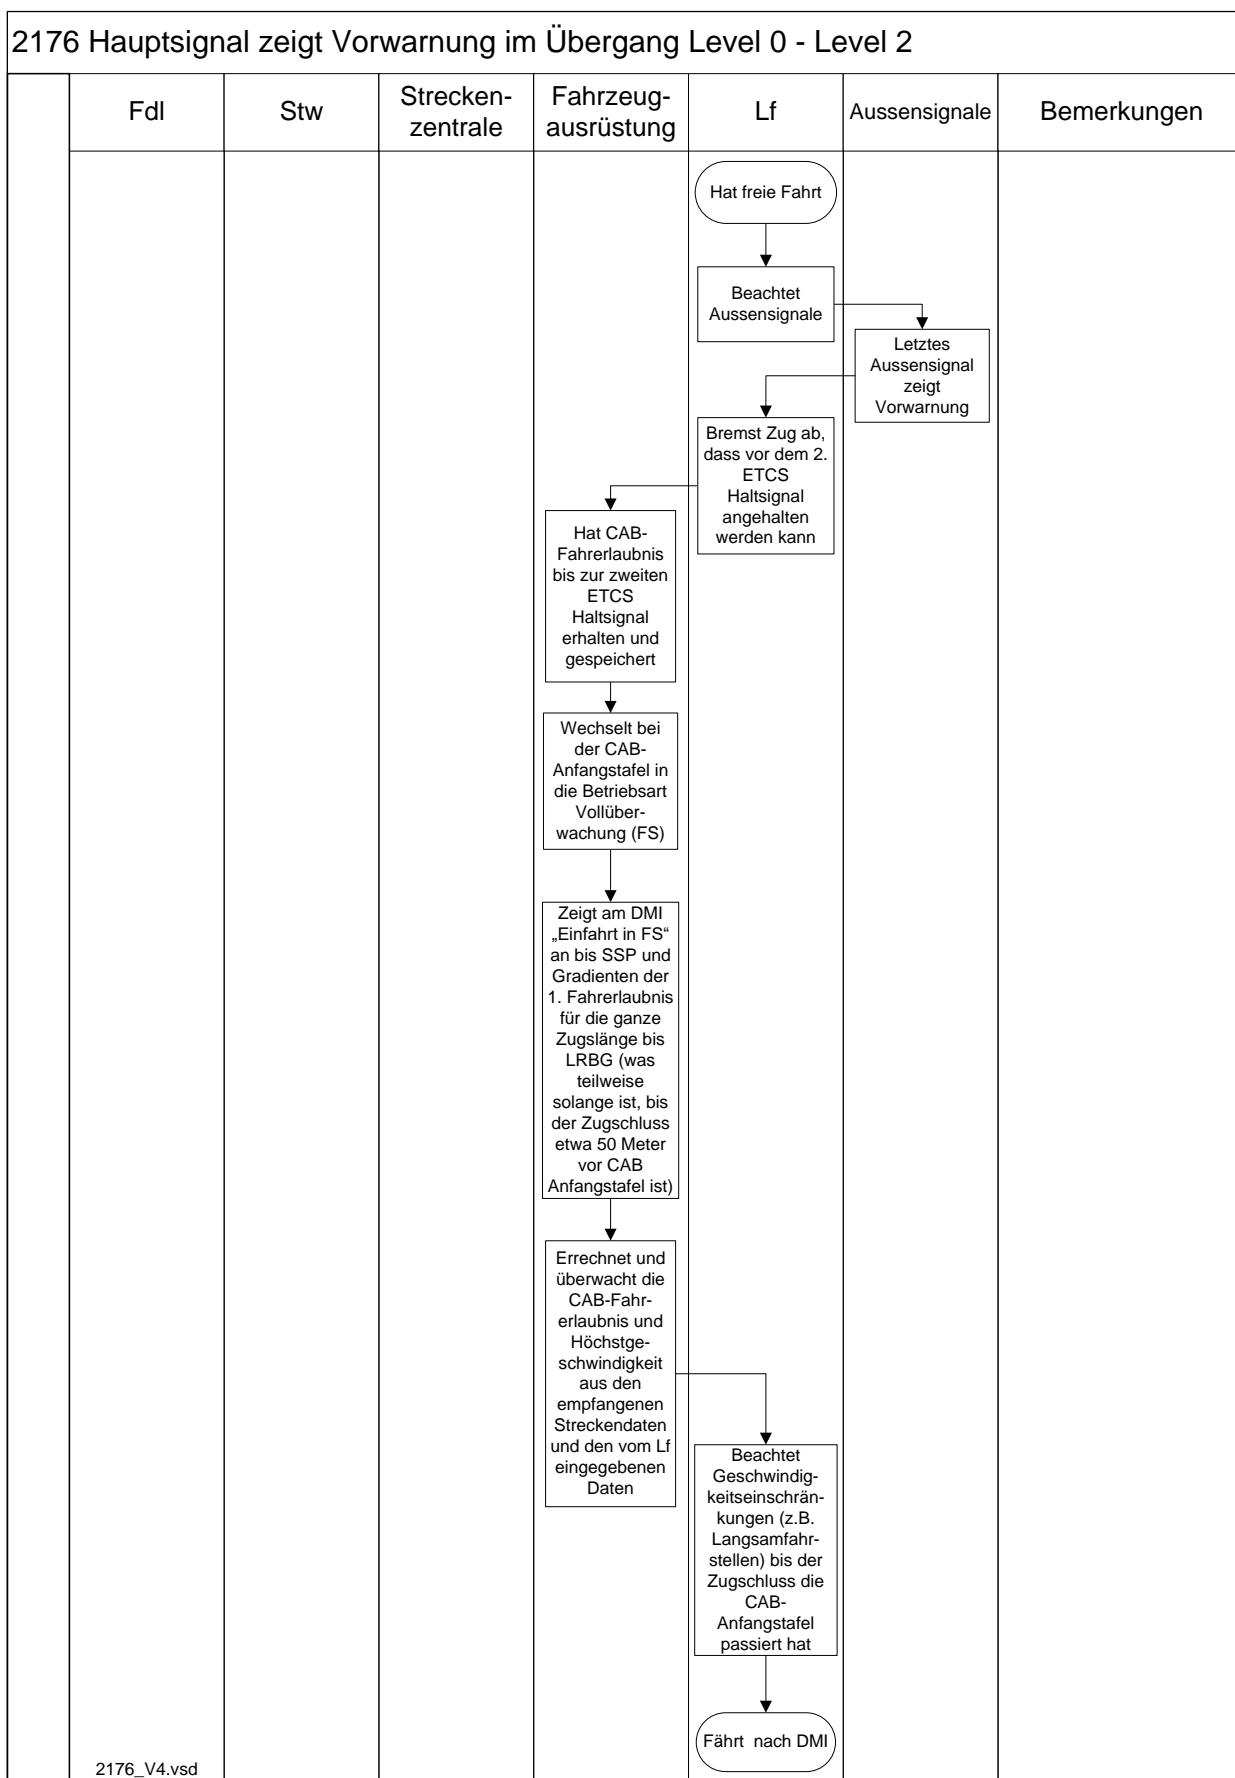 2176 Hauptsignal zeigt Vorwarnung im Übergang Level 0 - Level 2
Fdl
Stw
Strecken-
zentrale
Fahrzeug-
ausrüstung
Lf
Aussensignale
Bemerkungen
Hat freie Fahrt
Beachtet
Aussensignale
Letztes
Aussensignal
zeigt
Vorwarnung
Bremst Zug ab,
dass vor dem 2.
ETCS
Haltsignal
angehalten
werden kann
Hat CAB-
Fahrerlaubnis
bis zur zweiten
ETCS
Haltsignal
erhalten und
gespeichert
Wechselt bei
der CAB-
Anfangstafel in
die Betriebsart
Vollüber-
wachung (FS)
Zeigt am DMI
„Einfahrt in FS“
an bis SSP und
Gradienten der
1. Fahrerlaubnis
für die ganze
Zugslänge bis
LRBG (was
teilweise
solange ist, bis
der Zugschluss
etwa 50 Meter
vor CAB
Anfangstafel ist)
Errechnet und
überwacht die
CAB-Fahr-
erlaubnis und
Höchstge-
schwindigkeit
aus den
empfangenen
Streckendaten
und den vom Lf
eingegebenen
Daten
Beachtet
Geschwindig-
keitseinschrän-
kungen (z.B.
Langsamfahr-
stellen) bis der
Zugschluss die
CAB-
Anfangstafel
passiert hat
Fährt nach DMI
2176_V4.vsd